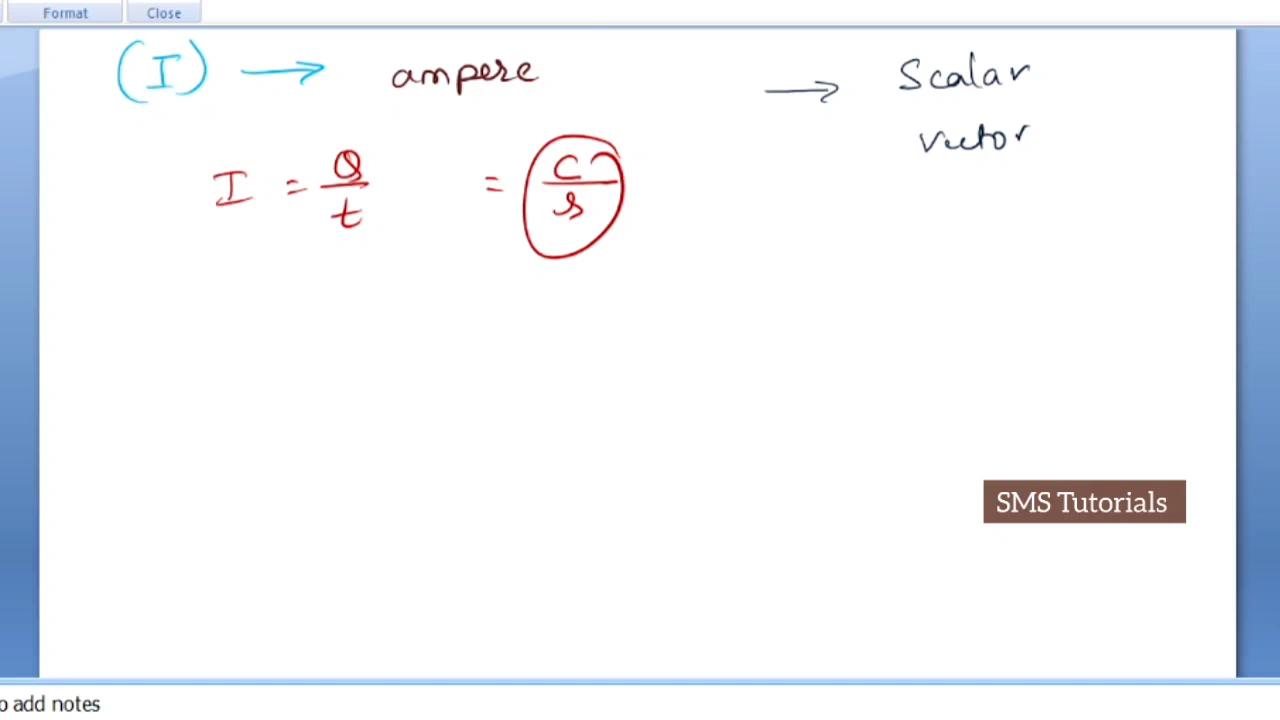 Format Close
(I) → ampere → Scalar
vector
I = Q/t = C/s
SMS Tutorials
o add notes